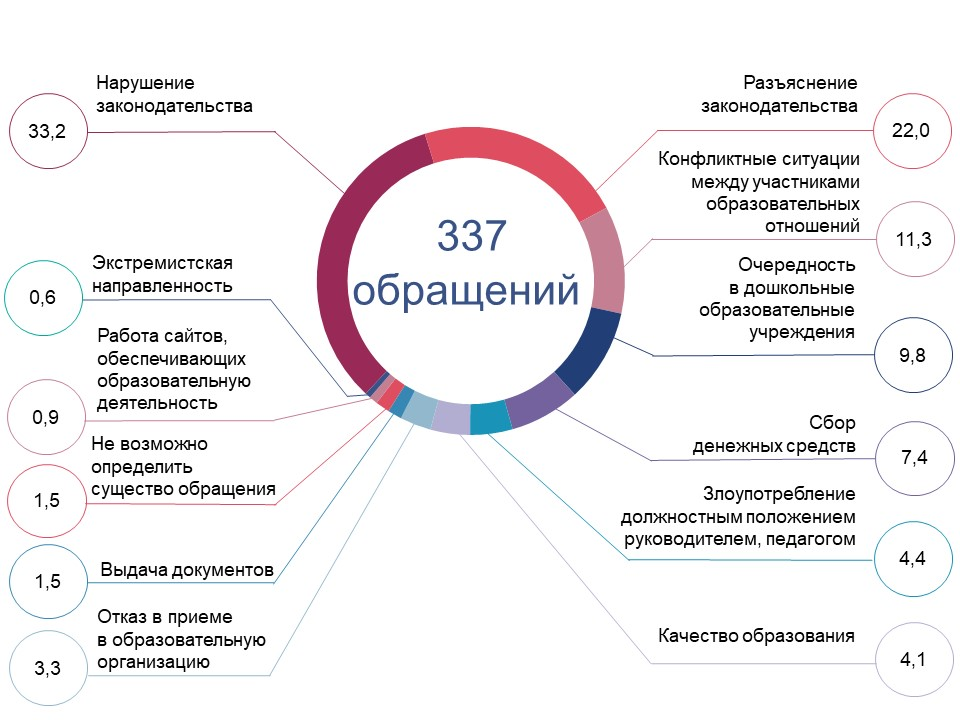 Нарушение
законодательства
33,2
Экстремистская
направленность
0,6
Работа сайтов,
обеспечивающих
образовательную
деятельность
0,9
Не возможно
определить
существо обращения
1,5
Выдача документов
1,5
Отказ в приеме
в образовательную
организацию
3,3
337
обращений
Разъяснение
законодательства
22,0
Конфликтные ситуации
между участниками
образовательных
отношений
11,3
Очередность
в дошкольные
образовательные
учреждения
9,8
Сбор
денежных средств
7,4
Злоупотребление
должностным положением
руководителем, педагогом
4,4
Качество образования
4,1